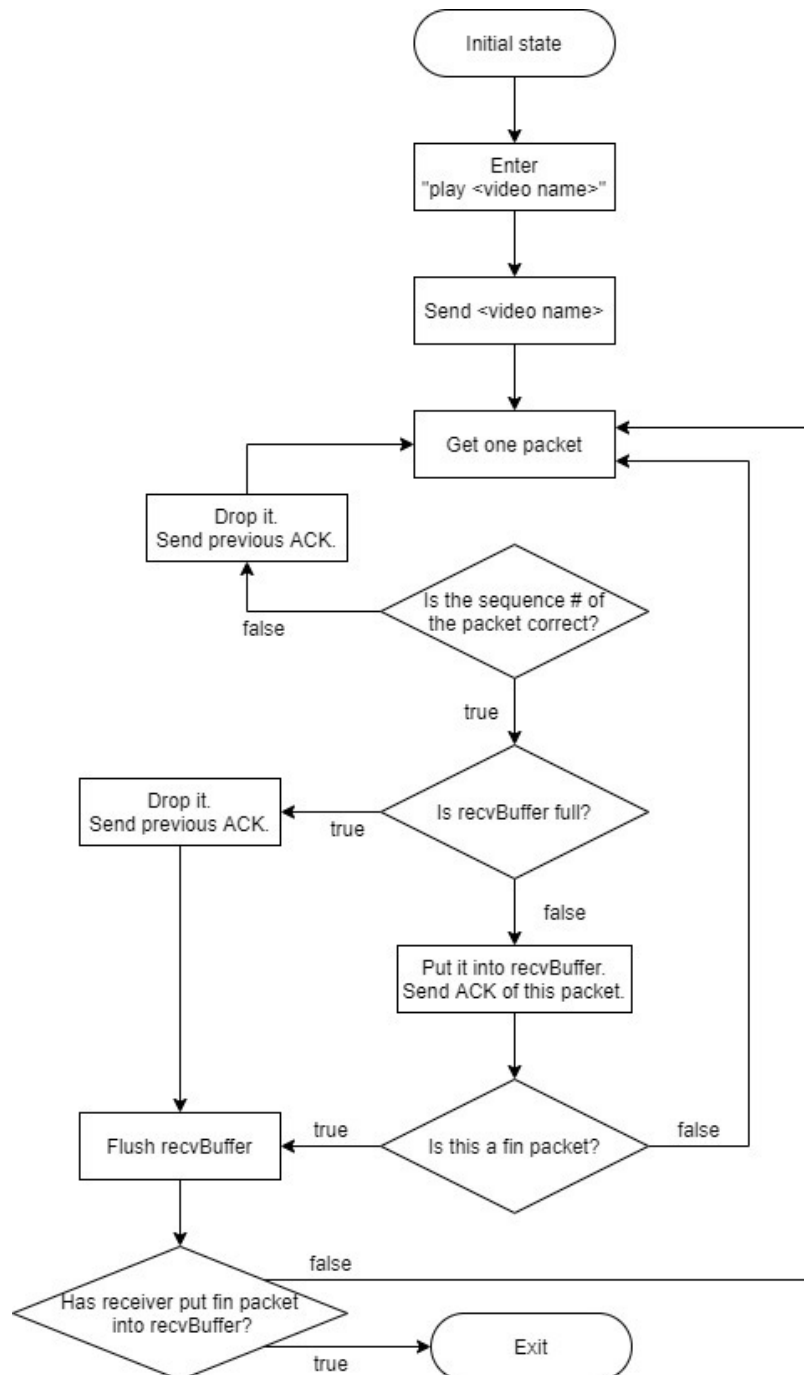 Initial state
Enter
"play <video name>"
Send <video name>
Get one packet
Drop it.
Send previous ACK.
Is the sequence # of
the packet correct?
false
true
Drop it.
Send previous ACK.
true
Is recvBuffer full?
false
Put it into recvBuffer.
Send ACK of this packet.
Flush recvBuffer
true
Is this a fin packet?
false
false
Has receiver put fin packet
into recvBuffer?
true
Exit